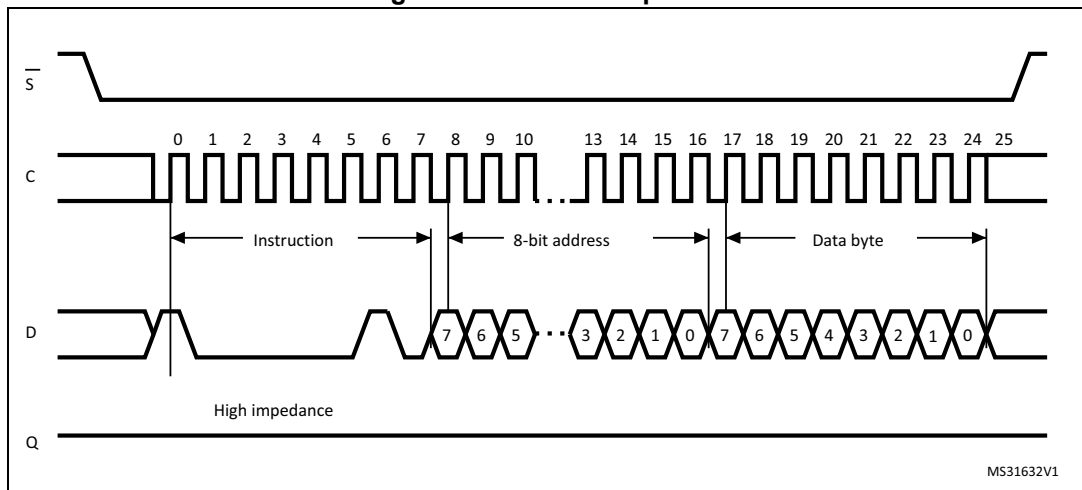 S
0 1 2 3 4 5 6 7 8 9 10 13 14 15 16 17 18 19 20 21 22 23 24 25
C
Instruction 8-bit address Data byte
D 7 6 5 3 2 1 0 7 6 5 4 3 2 1 0
High impedance
Q
MS31632V1